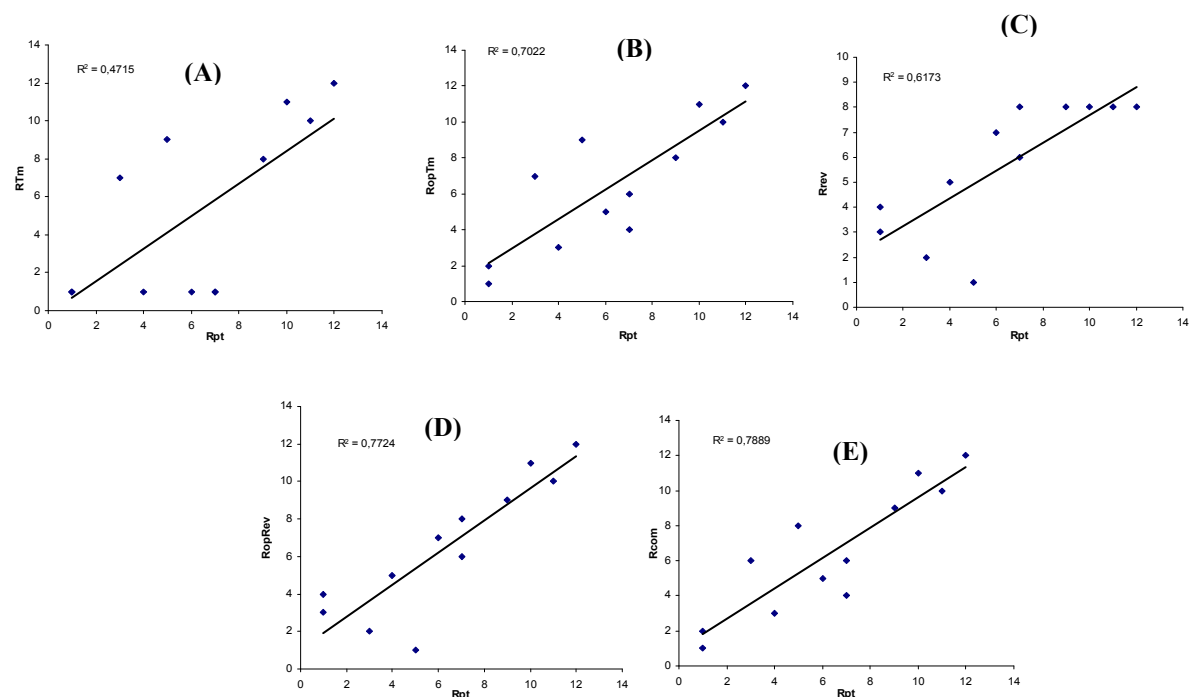 (C)
(A)
R² = 0,4715
RTm
14
12
10
8
6
4
2
0
0 2 4 6 8 10 12 14
Rpt
(B)
R² = 0,7022
RopTm
14
12
10
8
6
4
2
0
0 2 4 6 8 10 12 14
Rpt
R² = 0,6173
Rrev
10
9
8
7
6
5
4
3
2
1
0
0 2 4 6 8 10 12 14
Rpt
(D)
R² = 0,7724
RopRev
14
12
10
8
6
4
2
0
0 2 4 6 8 10 12 14
Rpt
(E)
R² = 0,7889
Rcom
14
12
10
8
6
4
2
0
0 2 4 6 8 10 12 14
Rpt